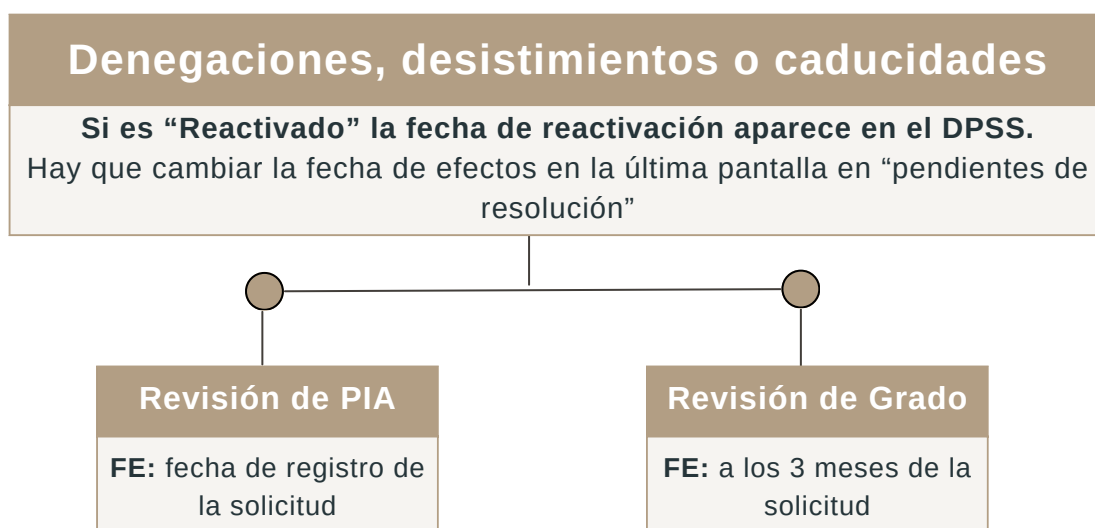 Denegaciones, desistimientos o caducidades
Si es “Reactivado” la fecha de reactivación aparece en el DPSS.
Hay que cambiar la fecha de efectos en la última pantalla en “pendientes de
resolución”
Revisión de PIA
FE: fecha de registro de
la solicitud
Revisión de Grado
FE: a los 3 meses de la
solicitud